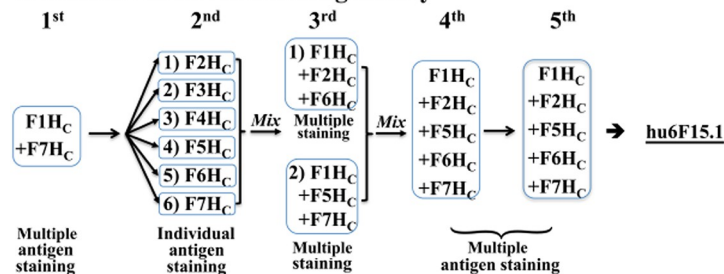 1st
2nd
3rd
4th
5th
F1HC
+F7HC
Multiple
antigen
staining
1) F2HC
2) F3HC
3) F4HC
4) F5HC
5) F6HC
6) F7HC
Individual
antigen
staining
Mix
1) F1HC
+F2HC
+F6HC
Multiple
staining
2) F1HC
+F5HC
+F7HC
Multiple
staining
Mix
F1HC
+F2HC
+F5HC
+F6HC
+F7HC
F1HC
+F2HC
+F5HC
+F6HC
+F7HC
Multiple
antigen staining
hu6F15.1